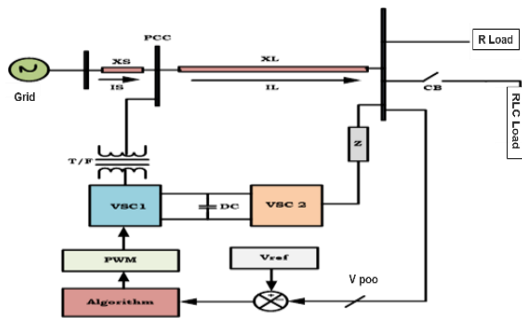 PCC
R Load
XS
XL
Grid
IS
IL
CB
RLC Load
T/F
Z
VSC1
DC
VSC 2
PWM
Vref
V poo
Algorithm
+
-